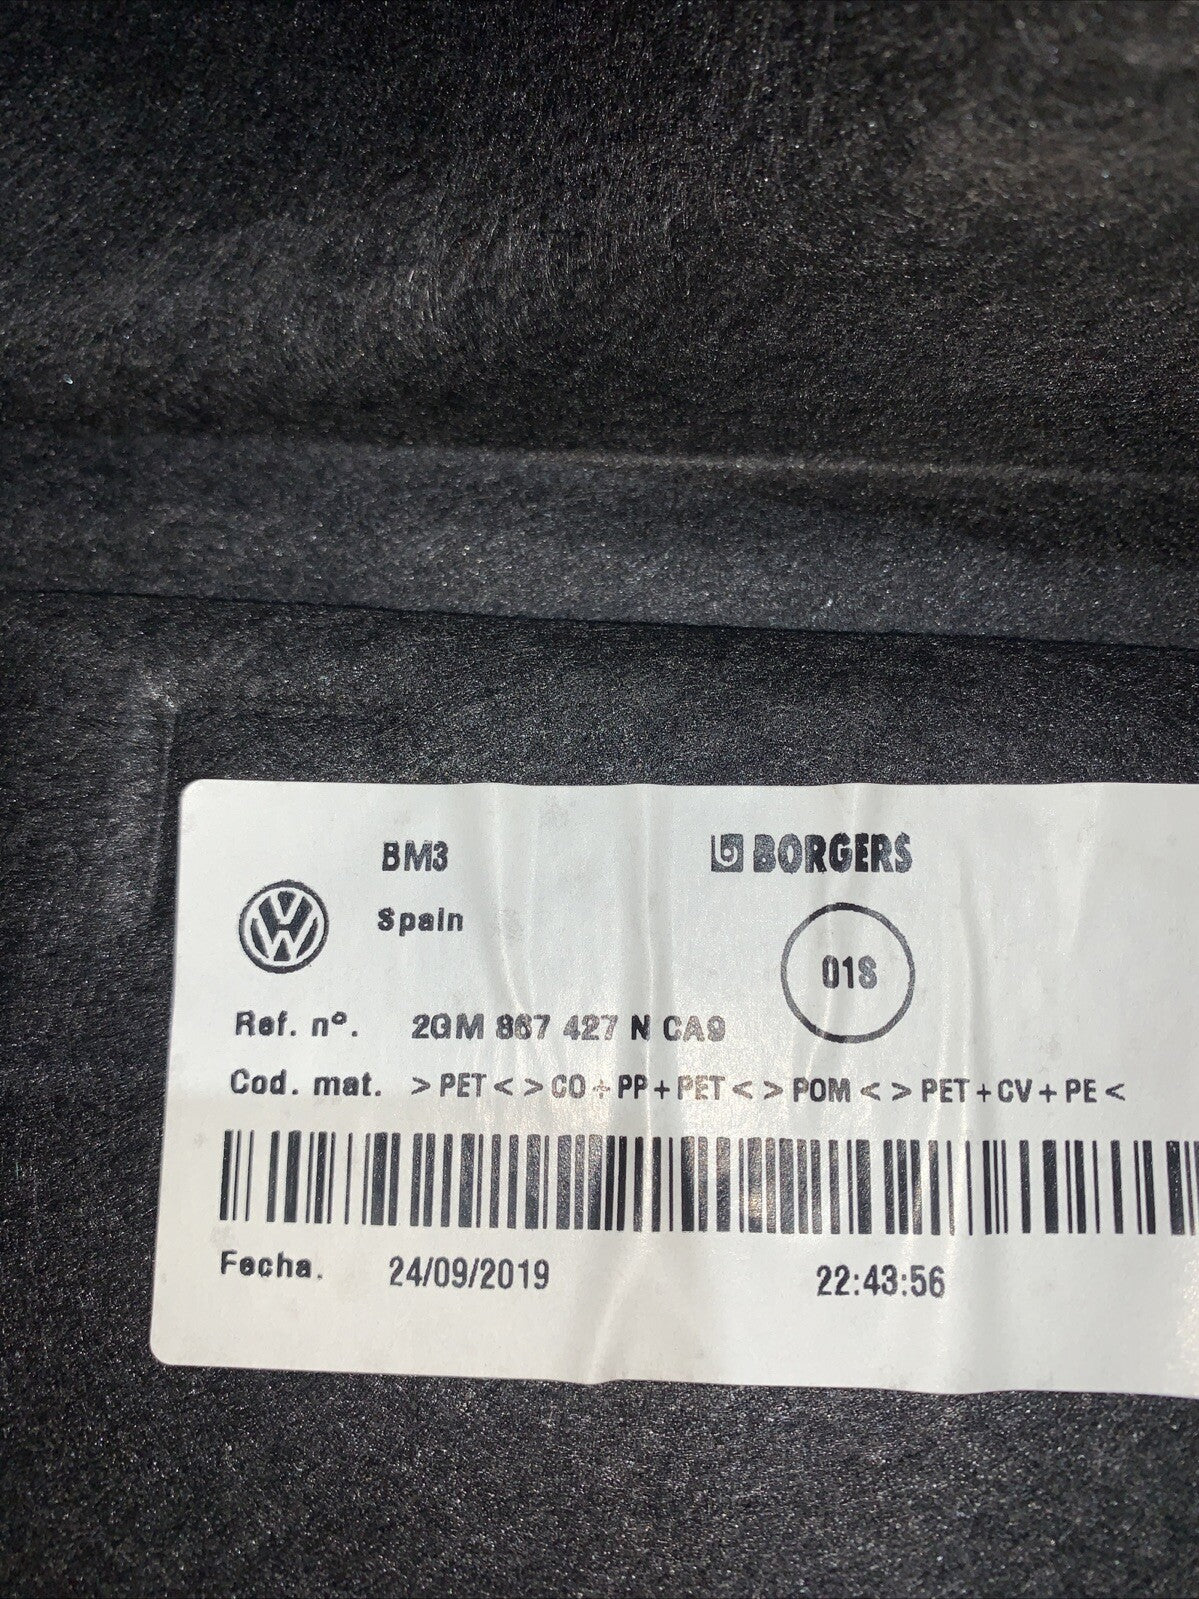 BM3
BORGERS
Spain
01S
Ref. nº. 2GM 867 427 N CA9
Cod. mat. >PET<>CO+PP+PET<>POM<>PET+CV+PE<
Fecha. 24/09/2019 22:43:56